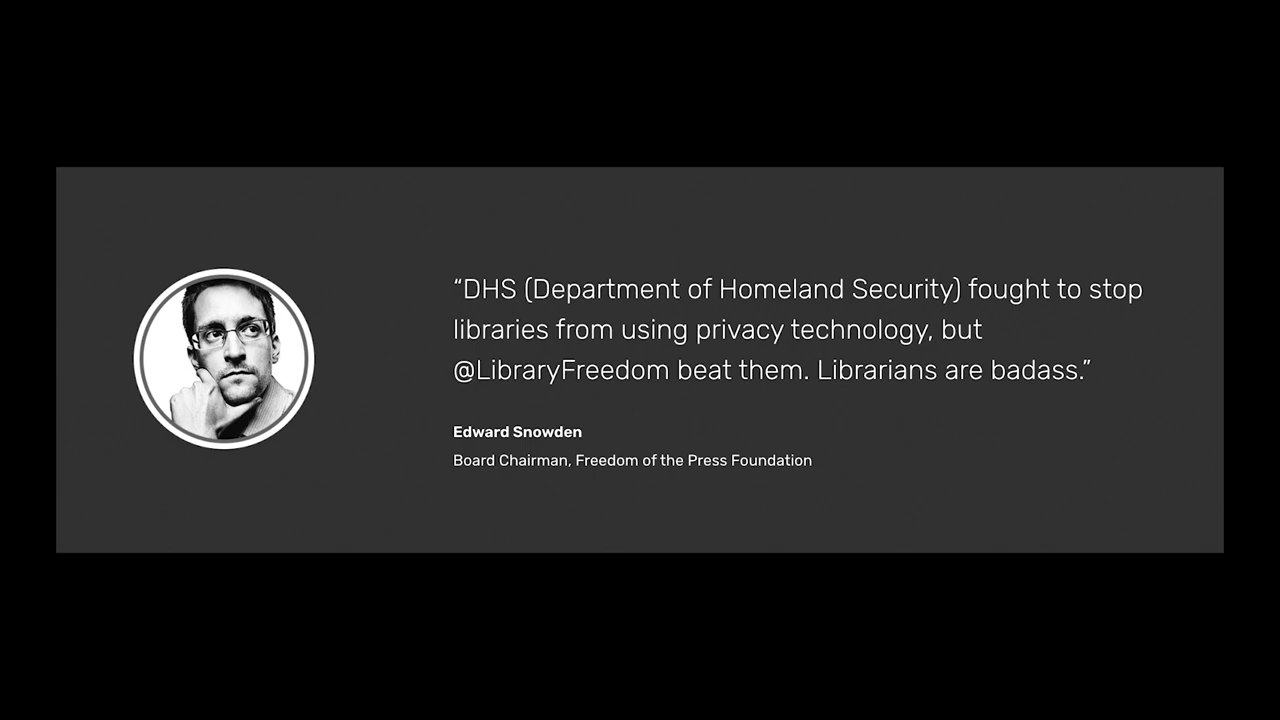 “DHS (Department of Homeland Security) fought to stop
libraries from using privacy technology, but
@LibraryFreedom beat them. Librarians are badass.”
Edward Snowden
Board Chairman, Freedom of the Press Foundation